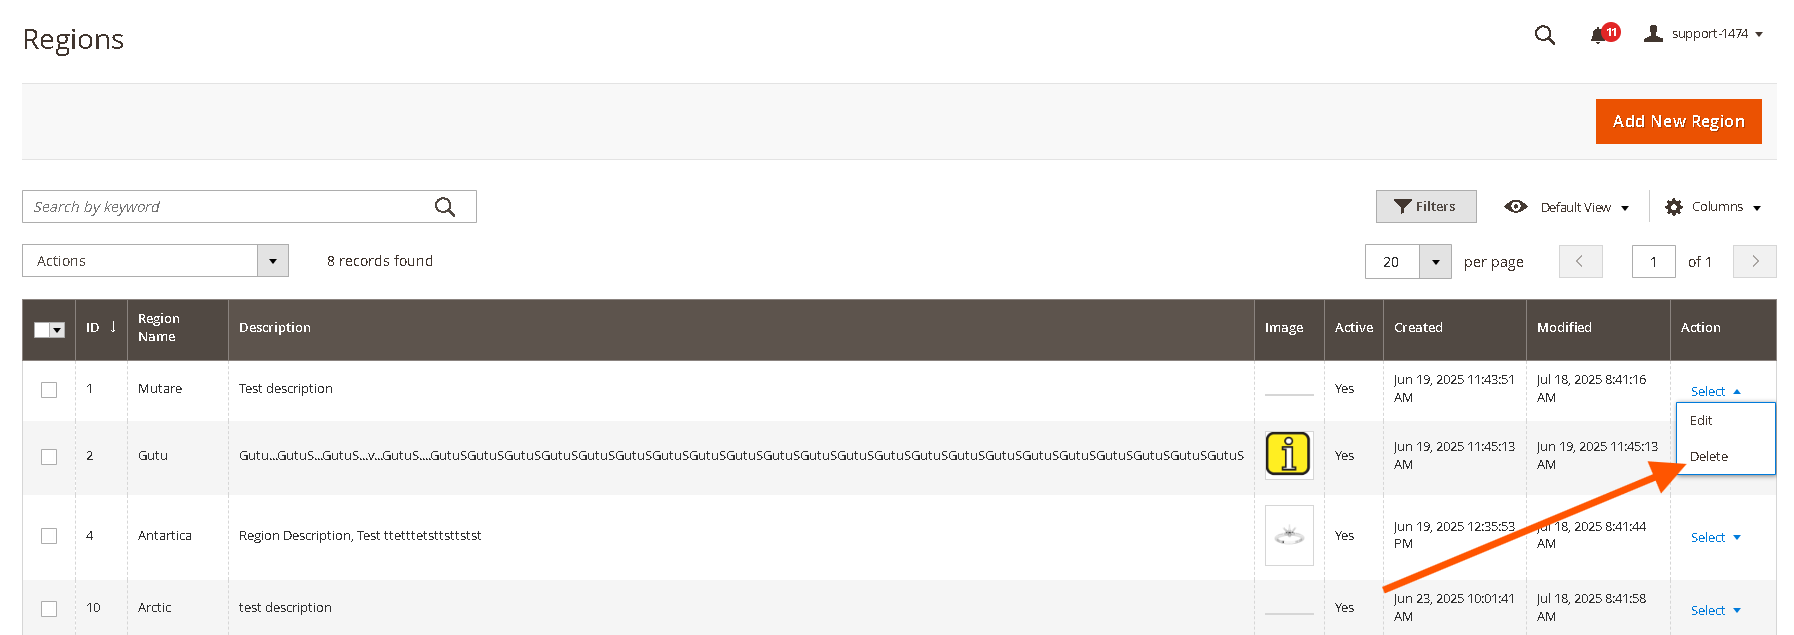 Regions
11
support-1474
Add New Region
Search by keyword
Filters
Default View
Columns
Actions
8 records found
20
per page
1
of 1
ID ↓
Region
Name
Description
Image
Active
Created
Modified
Action
1
Mutare
Test description
Yes
Jun 19, 2025 11:43:51
AM
Jul 18, 2025 8:41:16
AM
Select
Edit
Delete
2
Gutu
Gutu...GutuS...GutuS...v...GutuS....GutuSGutuSGutuSGutuSGutuSGutuSGutuSGutuSGutuSGutuSGutuSGutuSGutuSGutuSGutuSGutuSGutuSGutuSGutuSGutuSGutuSGutuS
i
Yes
Jun 19, 2025 11:45:13
AM
Jun 19, 2025 11:45:13
AM
4
Antartica
Region Description, Test ttetttetsttsttstst
Yes
Jun 19, 2025 12:35:53
PM
Jul 18, 2025 8:41:44
AM
Select
10
Arctic
test description
Yes
Jun 23, 2025 10:01:41
AM
Jul 18, 2025 8:41:58
AM
Select